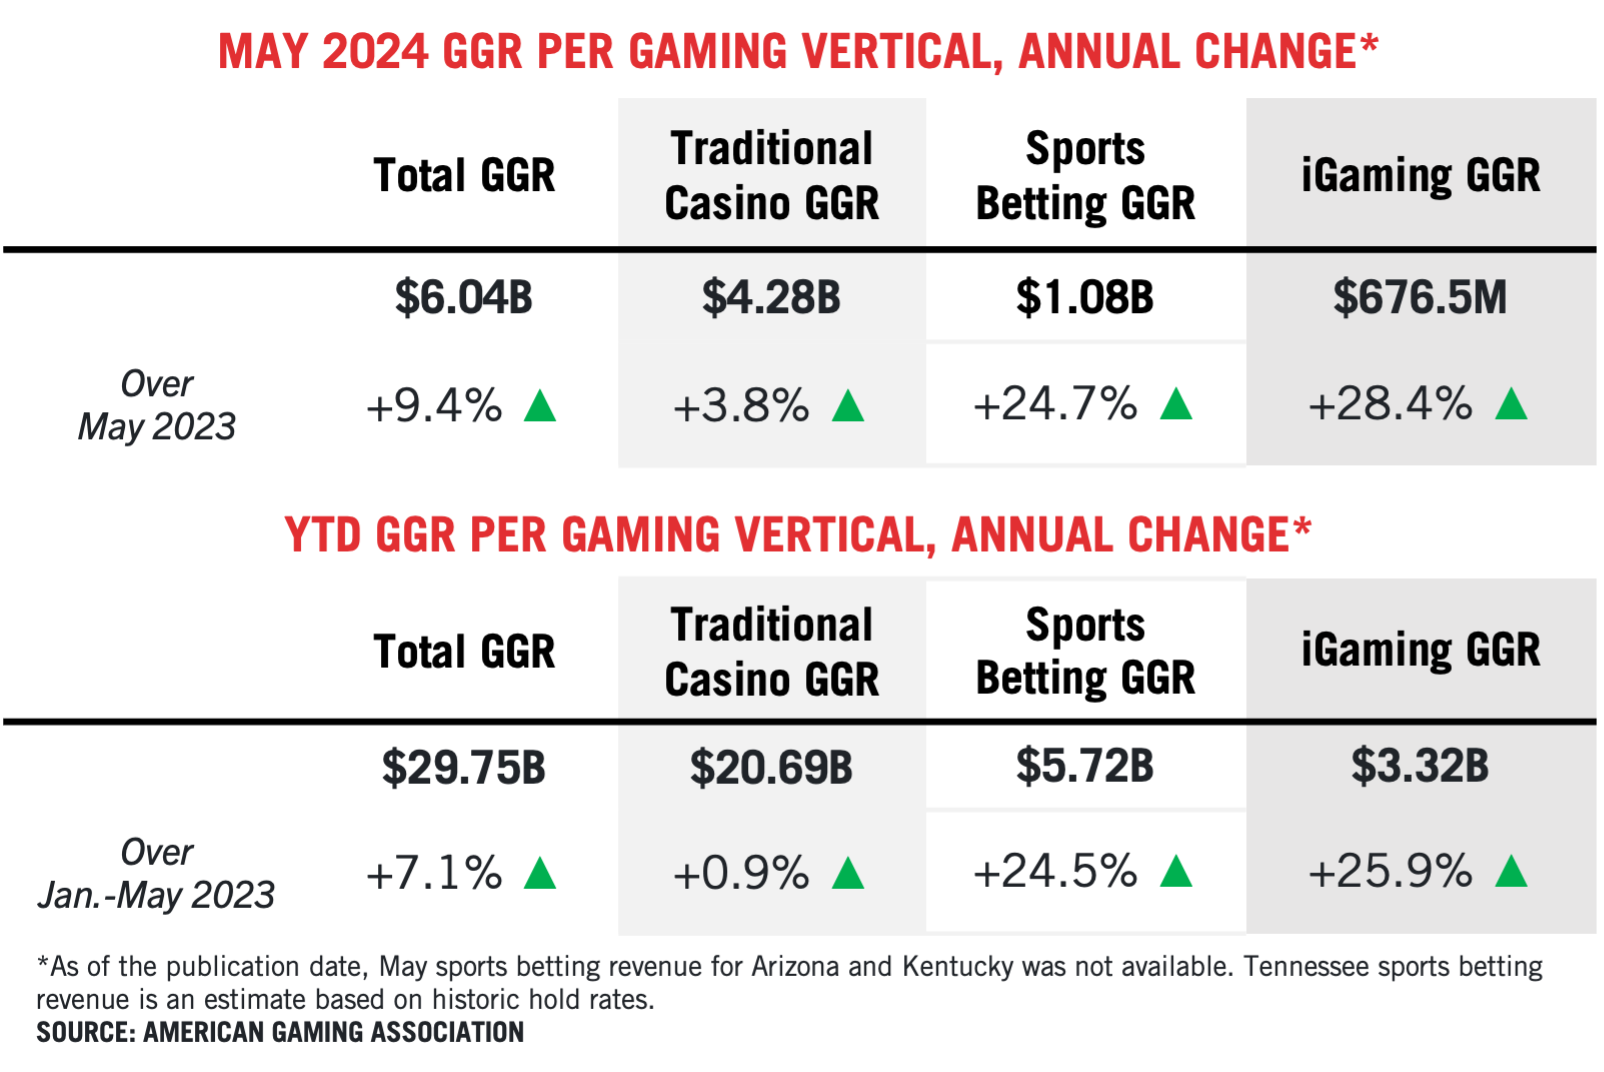 MAY 2024 GGR PER GAMING VERTICAL, ANNUAL CHANGE*
Total GGR
Traditional
Casino GGR
Sports
Betting GGR
iGaming GGR
$6.04B
$4.28B
$1.08B
$676.5M
Over
May 2023
+9.4% ▲
+3.8% ▲
+24.7% ▲
+28.4% ▲
YTD GGR PER GAMING VERTICAL, ANNUAL CHANGE*
Total GGR
Traditional
Casino GGR
Sports
Betting GGR
iGaming GGR
$29.75B
$20.69B
$5.72B
$3.32B
Over
Jan.-May 2023
+7.1% ▲
+0.9% ▲
+24.5% ▲
+25.9% ▲
*As of the publication date, May sports betting revenue for Arizona and Kentucky was not available. Tennessee sports betting
revenue is an estimate based on historic hold rates.
SOURCE: AMERICAN GAMING ASSOCIATION